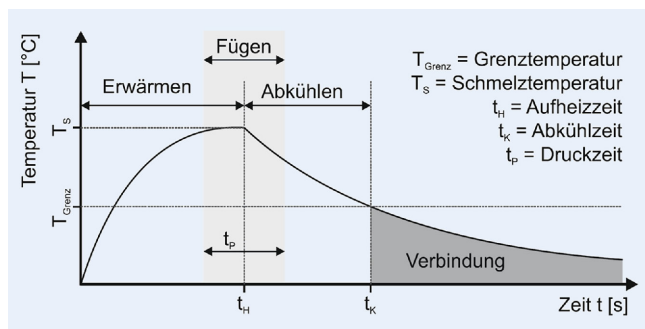 Fügen
Erwärmen
Abkühlen
T_Grenz = Grenztemperatur
T_S = Schmelztemperatur
t_H = Aufheizzeit
t_K = Abkühlzeit
t_P = Druckzeit
Temperatur T [°C]
T_S
T_Grenz
t_P
Verbindung
t_H
t_K
Zeit t [s]